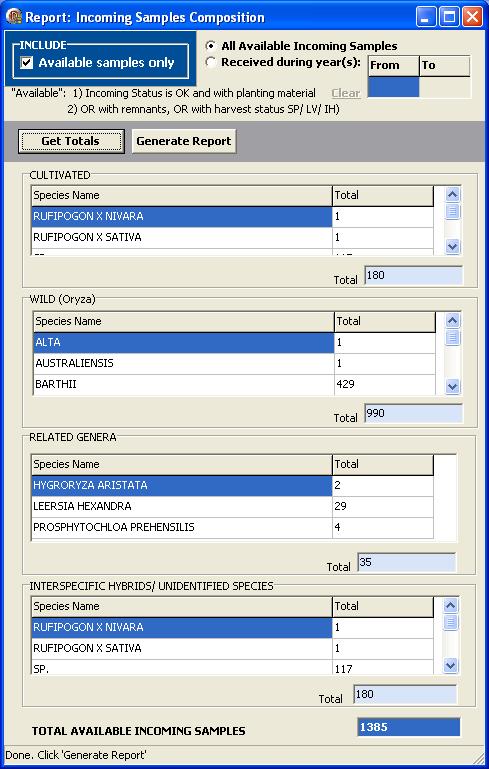 Report: Incoming Samples Composition
INCLUDE
Available samples only
All Available Incoming Samples
Received during year(s):
From To
Clear
"Available": 1) Incoming Status is OK and with planting material
2) OR with remnants, OR with harvest status SP/ LV/ IH)
Get Totals Generate Report
CULTIVATED
Species Name Total
RUFIPOGON X NIVARA 1
RUFIPOGON X SATIVA 1
Total 180
WILD (Oryza)
Species Name Total
ALTA 1
AUSTRALIENSIS 1
BARTHII 429
Total 990
RELATED GENERA
Species Name Total
HYGRORYZA ARISTATA 2
LEERSIA HEXANDRA 29
PROSPHYTOCHLOA PREHENSILIS 4
Total 35
INTERSPECIFIC HYBRIDS/ UNIDENTIFIED SPECIES
Species Name Total
RUFIPOGON X NIVARA 1
RUFIPOGON X SATIVA 1
SP. 117
Total 180
TOTAL AVAILABLE INCOMING SAMPLES 1385
Done. Click 'Generate Report'